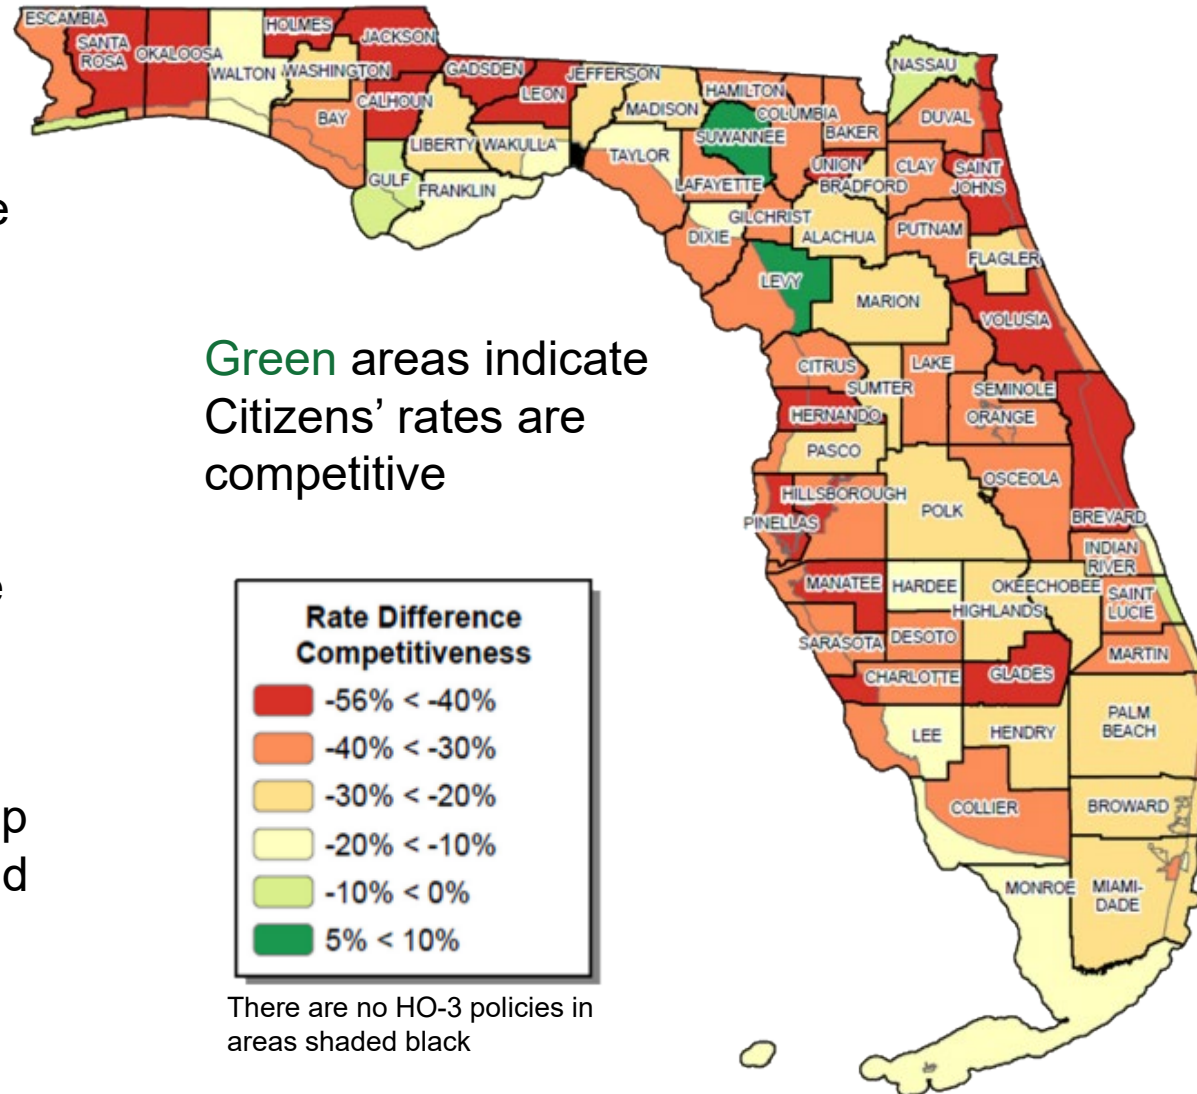 ESCAMBIA
SANTA
ROSA
OKALOOSA
WALTON
HOLMES
WASHINGTON
JACKSON
BAY
CALHOUN
GULF
LIBERTY
FRANKLIN
GADSDEN
LEON
WAKULLA
JEFFERSON
MADISON
TAYLOR
HAMILTON
SUWANNEE
COLUMBIA
LAFAYETTE
DIXIE
GILCHRIST
BAKER
UNION
BRADFORD
ALACHUA
NASSAU
DUVAL
CLAY
SAINT
JOHNS
PUTNAM
FLAGLER
LEVY
MARION
VOLUSIA
CITRUS
SUMTER
LAKE
SEMINOLE
ORANGE
HERNANDO
PASCO
OSCEOLA
HILLSBOROUGH
PINELLAS
POLK
BREVARD
INDIAN
RIVER
MANATEE
HARDEE
OKEECHOBEE
HIGHLANDS
SAINT
LUCIE
SARASOTA
DESOTO
MARTIN
CHARLOTTE
GLADES
LEE
HENDRY
PALM
BEACH
COLLIER
BROWARD
MONROE
MIAMI-
DADE
e
e
p
d
Green areas indicate
Citizens’ rates are
competitive
Rate Difference
Competitiveness
-56% < -40%
-40% < -30%
-30% < -20%
-20% < -10%
-10% < 0%
5% < 10%
There are no HO-3 policies in
areas shaded black